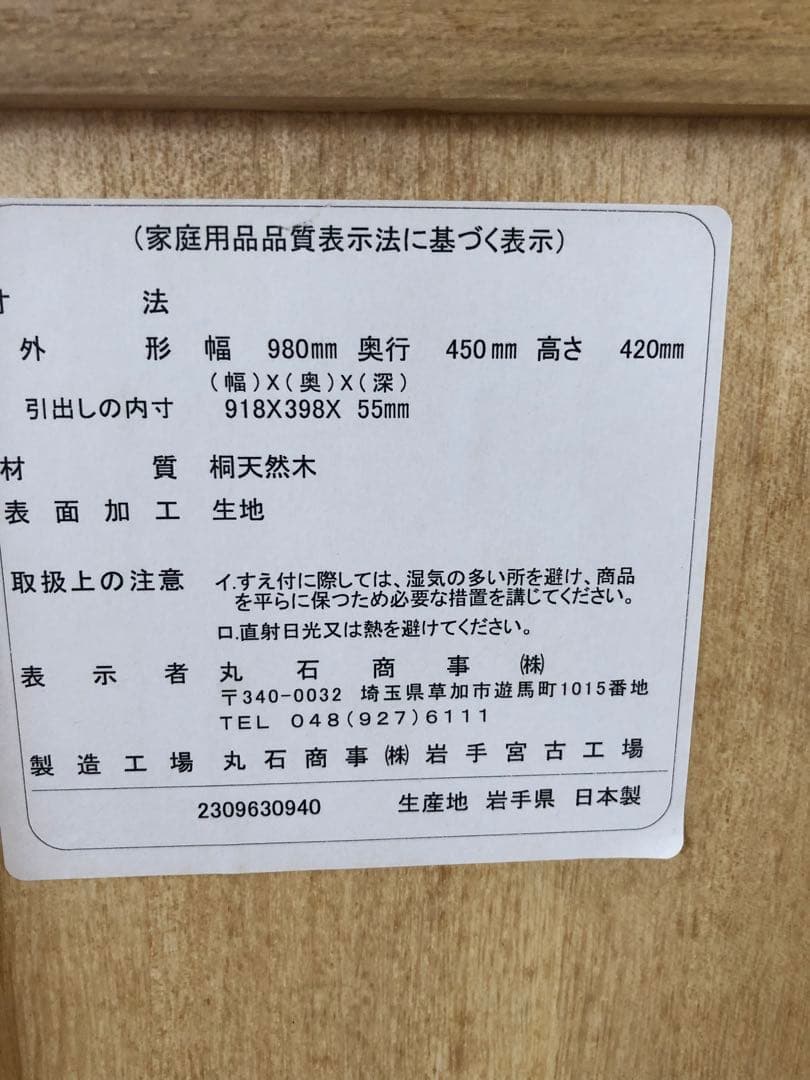 (家庭用品品質表示法に基づく表示)
寸 法
外 形 幅 980mm 奥行 450mm 高さ 420mm
(幅)X(奥)X(深)
引出しの内寸 918X398X 55mm
材 質 桐天然木
表 面 加 工 生地
取扱上の注意 イ.すえ付に際しては、湿気の多い所を避け、商品
を平らに保つため必要な措置を講じてください。
ロ.直射日光又は熱を避けてください。
表 示 者 丸 石 商 事 ㈱
〒340-0032 埼玉県草加市遊馬町1015番地
TEL 048(927)6111
製 造 工 場 丸 石 商 事 ㈱ 岩 手 宮 古 工 場
2309630940 生産地 岩手県 日本製